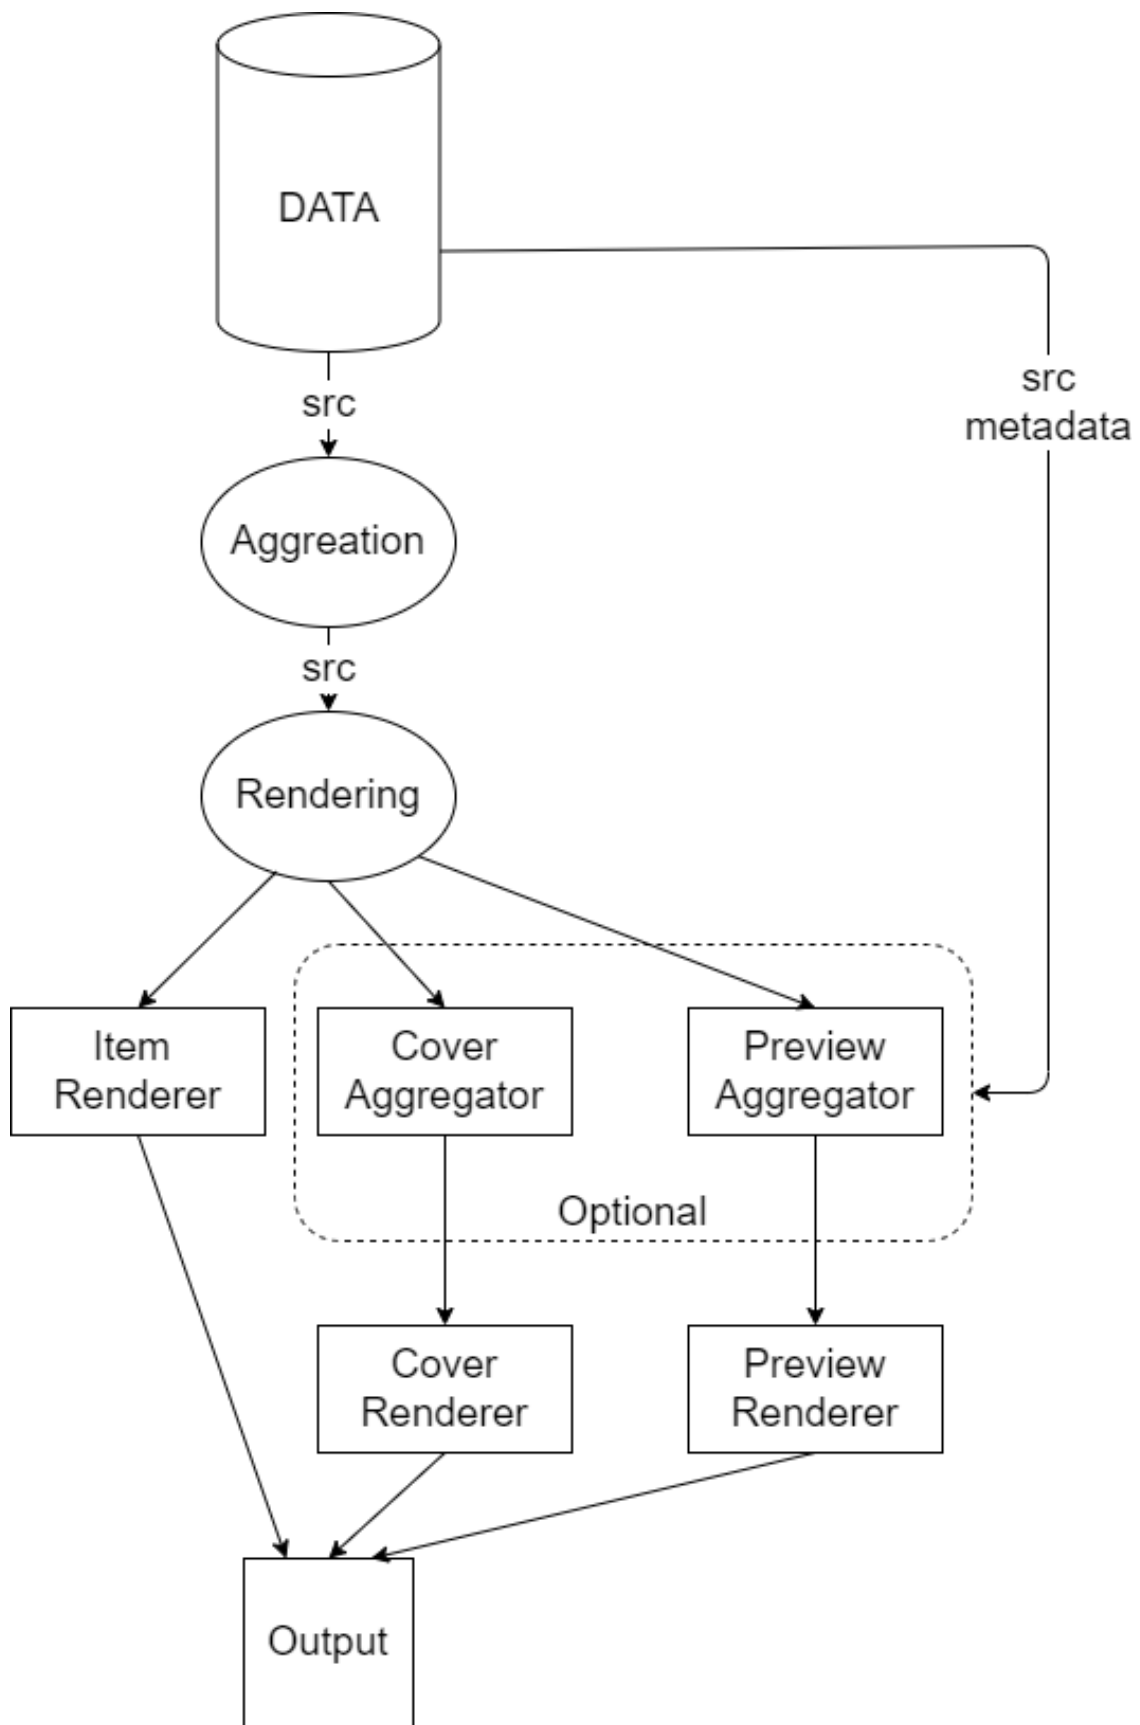 DATA
src
src
metadata
Aggreation
src
Rendering
Item
Renderer
Cover
Aggregator
Preview
Aggregator
Optional
Cover
Renderer
Preview
Renderer
Output